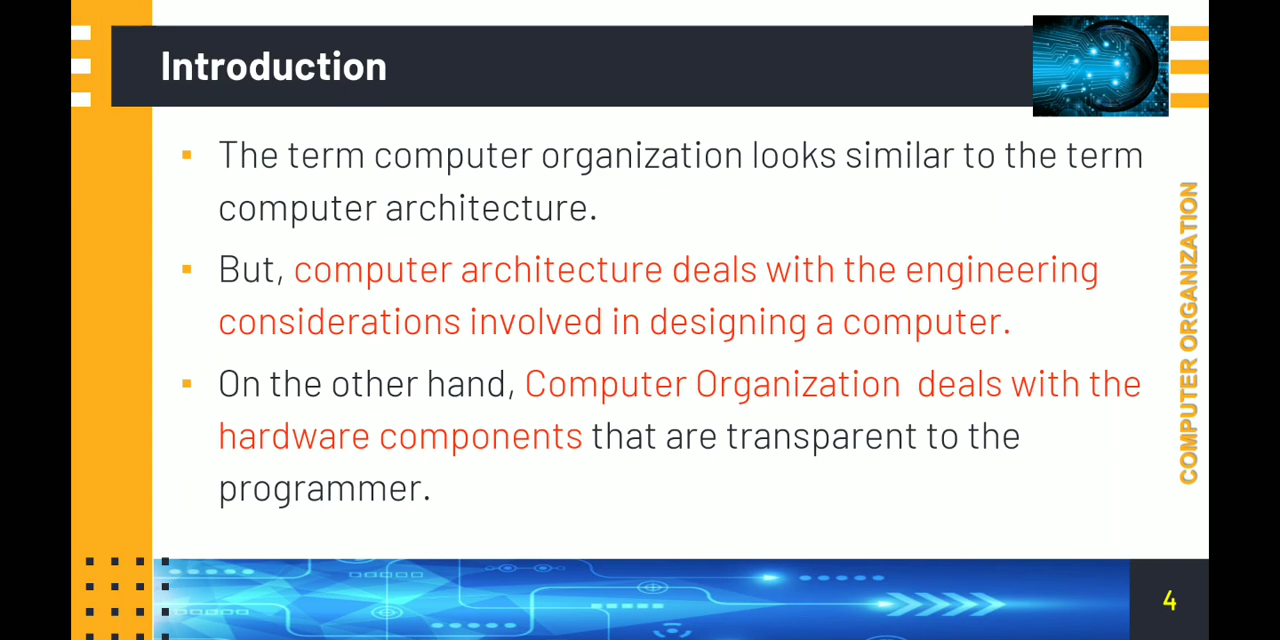 Introduction
▪ The term computer organization looks similar to the term
computer architecture.
▪ But, computer architecture deals with the engineering
considerations involved in designing a computer.
▪ On the other hand, Computer Organization deals with the
hardware components that are transparent to the
programmer.
COMPUTER ORGANIZATION
4